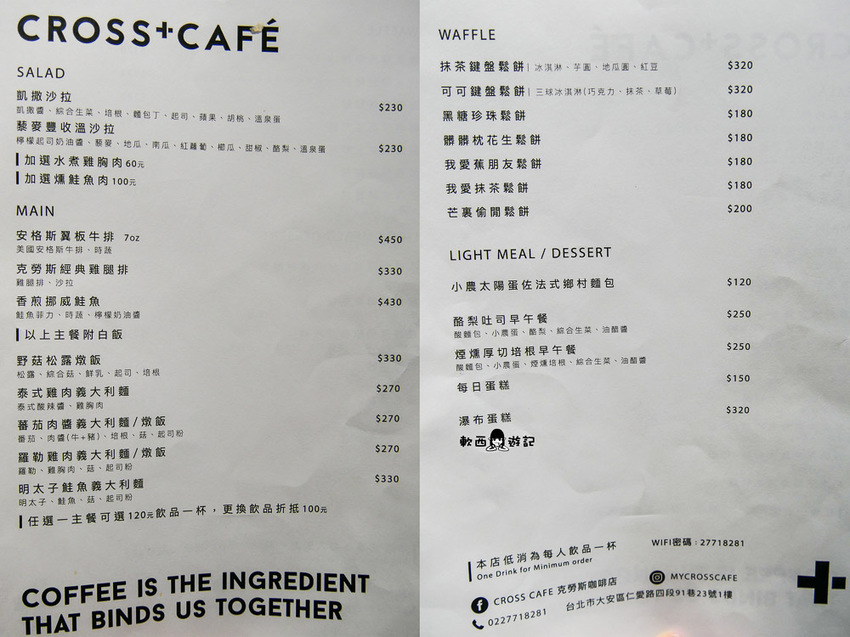 CROSS+CAFÉ
SALAD
凱撒沙拉
凱撒醬、綜合生菜、培根、麵包丁、起司、蘋果、胡桃、溫泉蛋 $230
藜麥豐收溫沙拉
檸檬起司奶油醬、藜麥、地瓜、南瓜、紅蘿蔔、櫛瓜、甜椒、酪梨、溫泉蛋 $230
加選水煮雞胸肉60元
加選燻鮭魚肉100元
MAIN
安格斯翼板牛排 7oz $450
美國安格斯牛排、時蔬
克勞斯經典雞腿排 $330
雞腿排、沙拉
香煎挪威鮭魚 $430
鮭魚菲力、時蔬、檸檬奶油醬
以上主餐附白飯
野菇松露燉飯 $330
松露、綜合菇、鮮乳、起司、培根
泰式雞肉義大利麵 $270
泰式酸辣醬、雞胸肉
蕃茄肉醬義大利麵/燉飯 $270
番茄、肉醬(牛+豬)、培根、菇、起司粉
羅勒雞肉義大利麵/燉飯 $270
羅勒、雞胸肉、菇、起司粉
明太子鮭魚義大利麵 $330
明太子、鮭魚、菇、起司粉
任選一主餐可選120元飲品一杯，更換飲品折抵100元
COFFEE IS THE INGREDIENT
THAT BINDS US TOGETHER
WAFFLE
抹茶鍵盤鬆餅| 冰淇淋、芋圓、地瓜圓、紅豆 $320
可可鍵盤鬆餅| 三球冰淇淋(巧克力、抹茶、草莓) $320
黑糖珍珠鬆餅 $180
髒髒枕花生鬆餅 $180
我愛蕉朋友鬆餅 $180
我愛抹茶鬆餅 $180
芒裏偷閒鬆餅 $200
LIGHT MEAL / DESSERT
小農太陽蛋佐法式鄉村麵包 $120
酪梨吐司早午餐 $250
酸麵包、小農蛋、酪梨、綜合生菜、油醋醬
煙燻厚切培根早午餐 $250
酸麵包、小農蛋、煙燻培根、綜合生菜、油醋醬
每日蛋糕 $150
瀑布蛋糕 $320
軟西遊記
本店低消為每人飲品一杯
One Drink for Minimum order
WIFI密碼：27718281
CROSS CAFE 克勞斯咖啡店
MYCROSSCAFE
0227718281
台北市大安區仁愛路四段91巷23號1樓